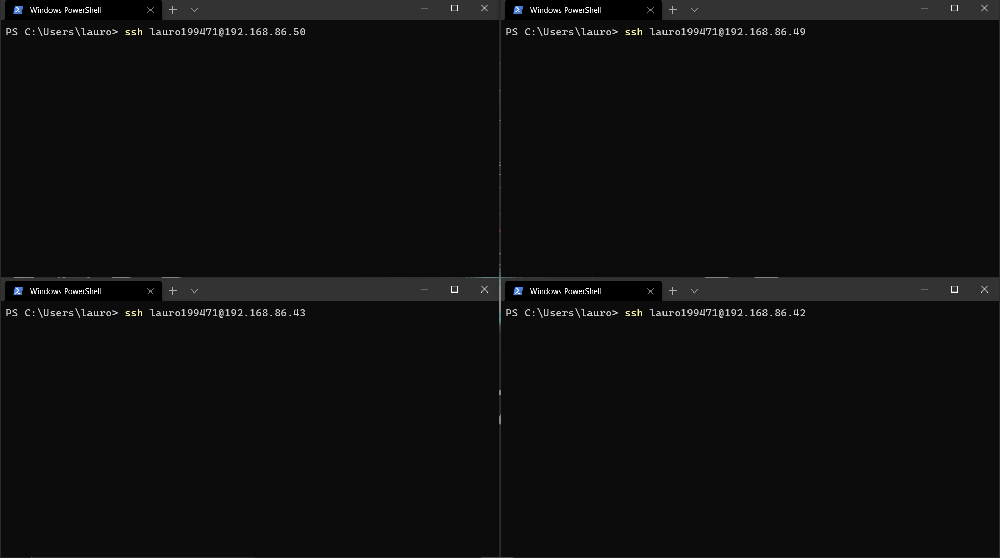 Windows PowerShell
PS C:\Users\lauro> ssh lauro199471@192.168.86.50
Windows PowerShell
PS C:\Users\lauro> ssh lauro199471@192.168.86.49
Windows PowerShell
PS C:\Users\lauro> ssh lauro199471@192.168.86.43
Windows PowerShell
PS C:\Users\lauro> ssh lauro199471@192.168.86.42